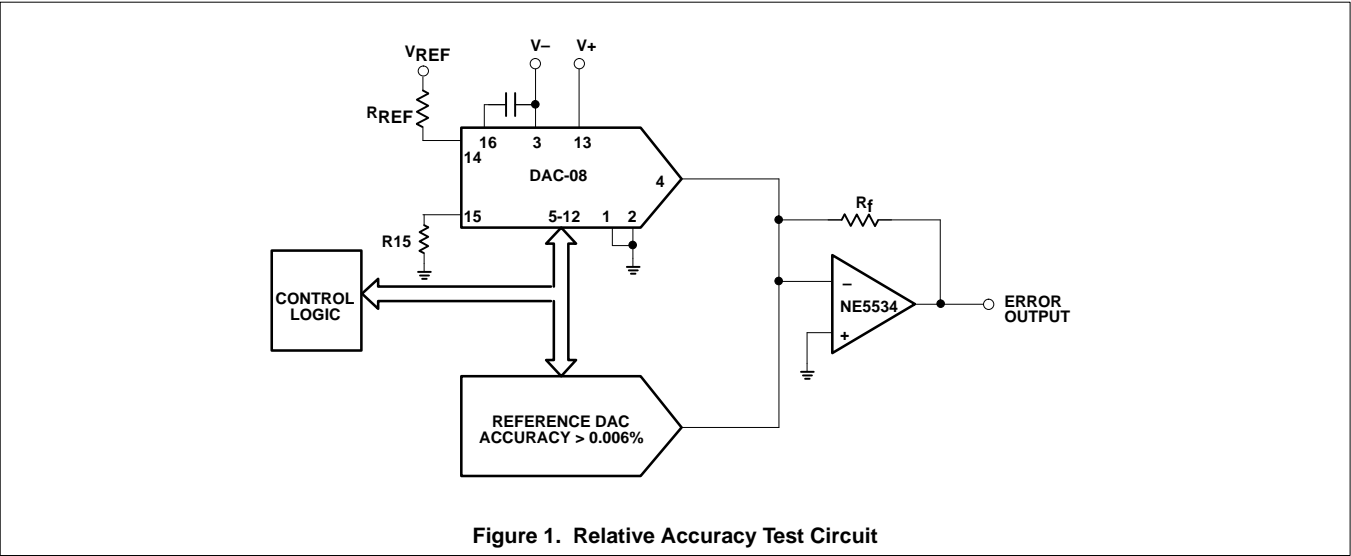 V– V+
VREF
RREF
16 3 13
14
DAC-08
4
15 5-12 1 2
Rf
R15
CONTROL
LOGIC
–
NE5534
+
ERROR
OUTPUT
REFERENCE DAC
ACCURACY > 0.006%
Figure 1. Relative Accuracy Test Circuit